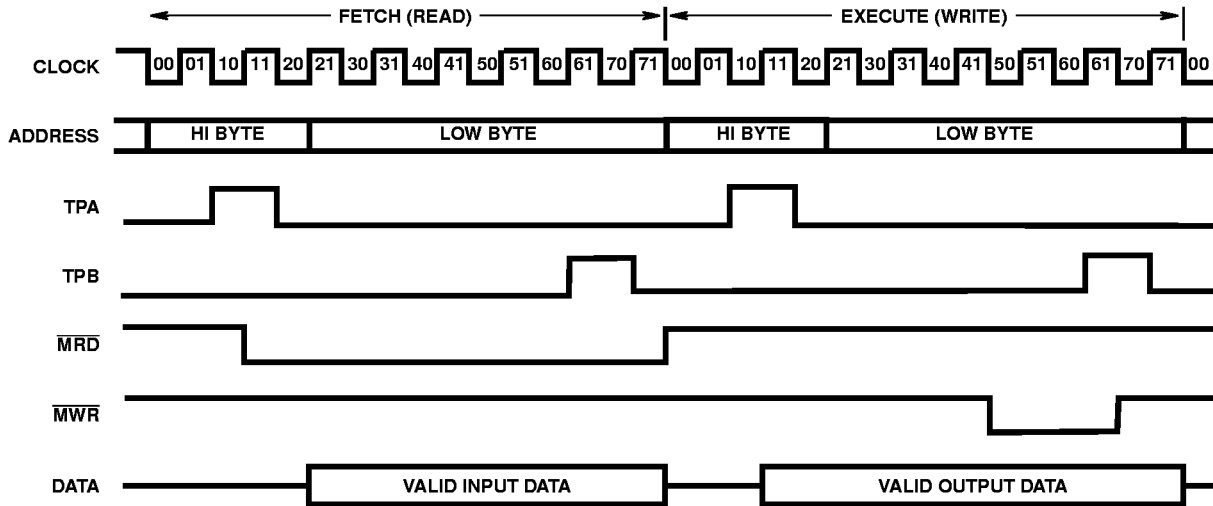 FETCH (READ) EXECUTE (WRITE)
CLOCK 00 01 10 11 20 21 30 31 40 41 50 51 60 61 70 71 00 01 10 11 20 21 30 31 40 41 50 51 60 61 70 71 00
ADDRESS HI BYTE LOW BYTE HI BYTE LOW BYTE
TPA
TPB
MRD
MWR
DATA VALID INPUT DATA VALID OUTPUT DATA